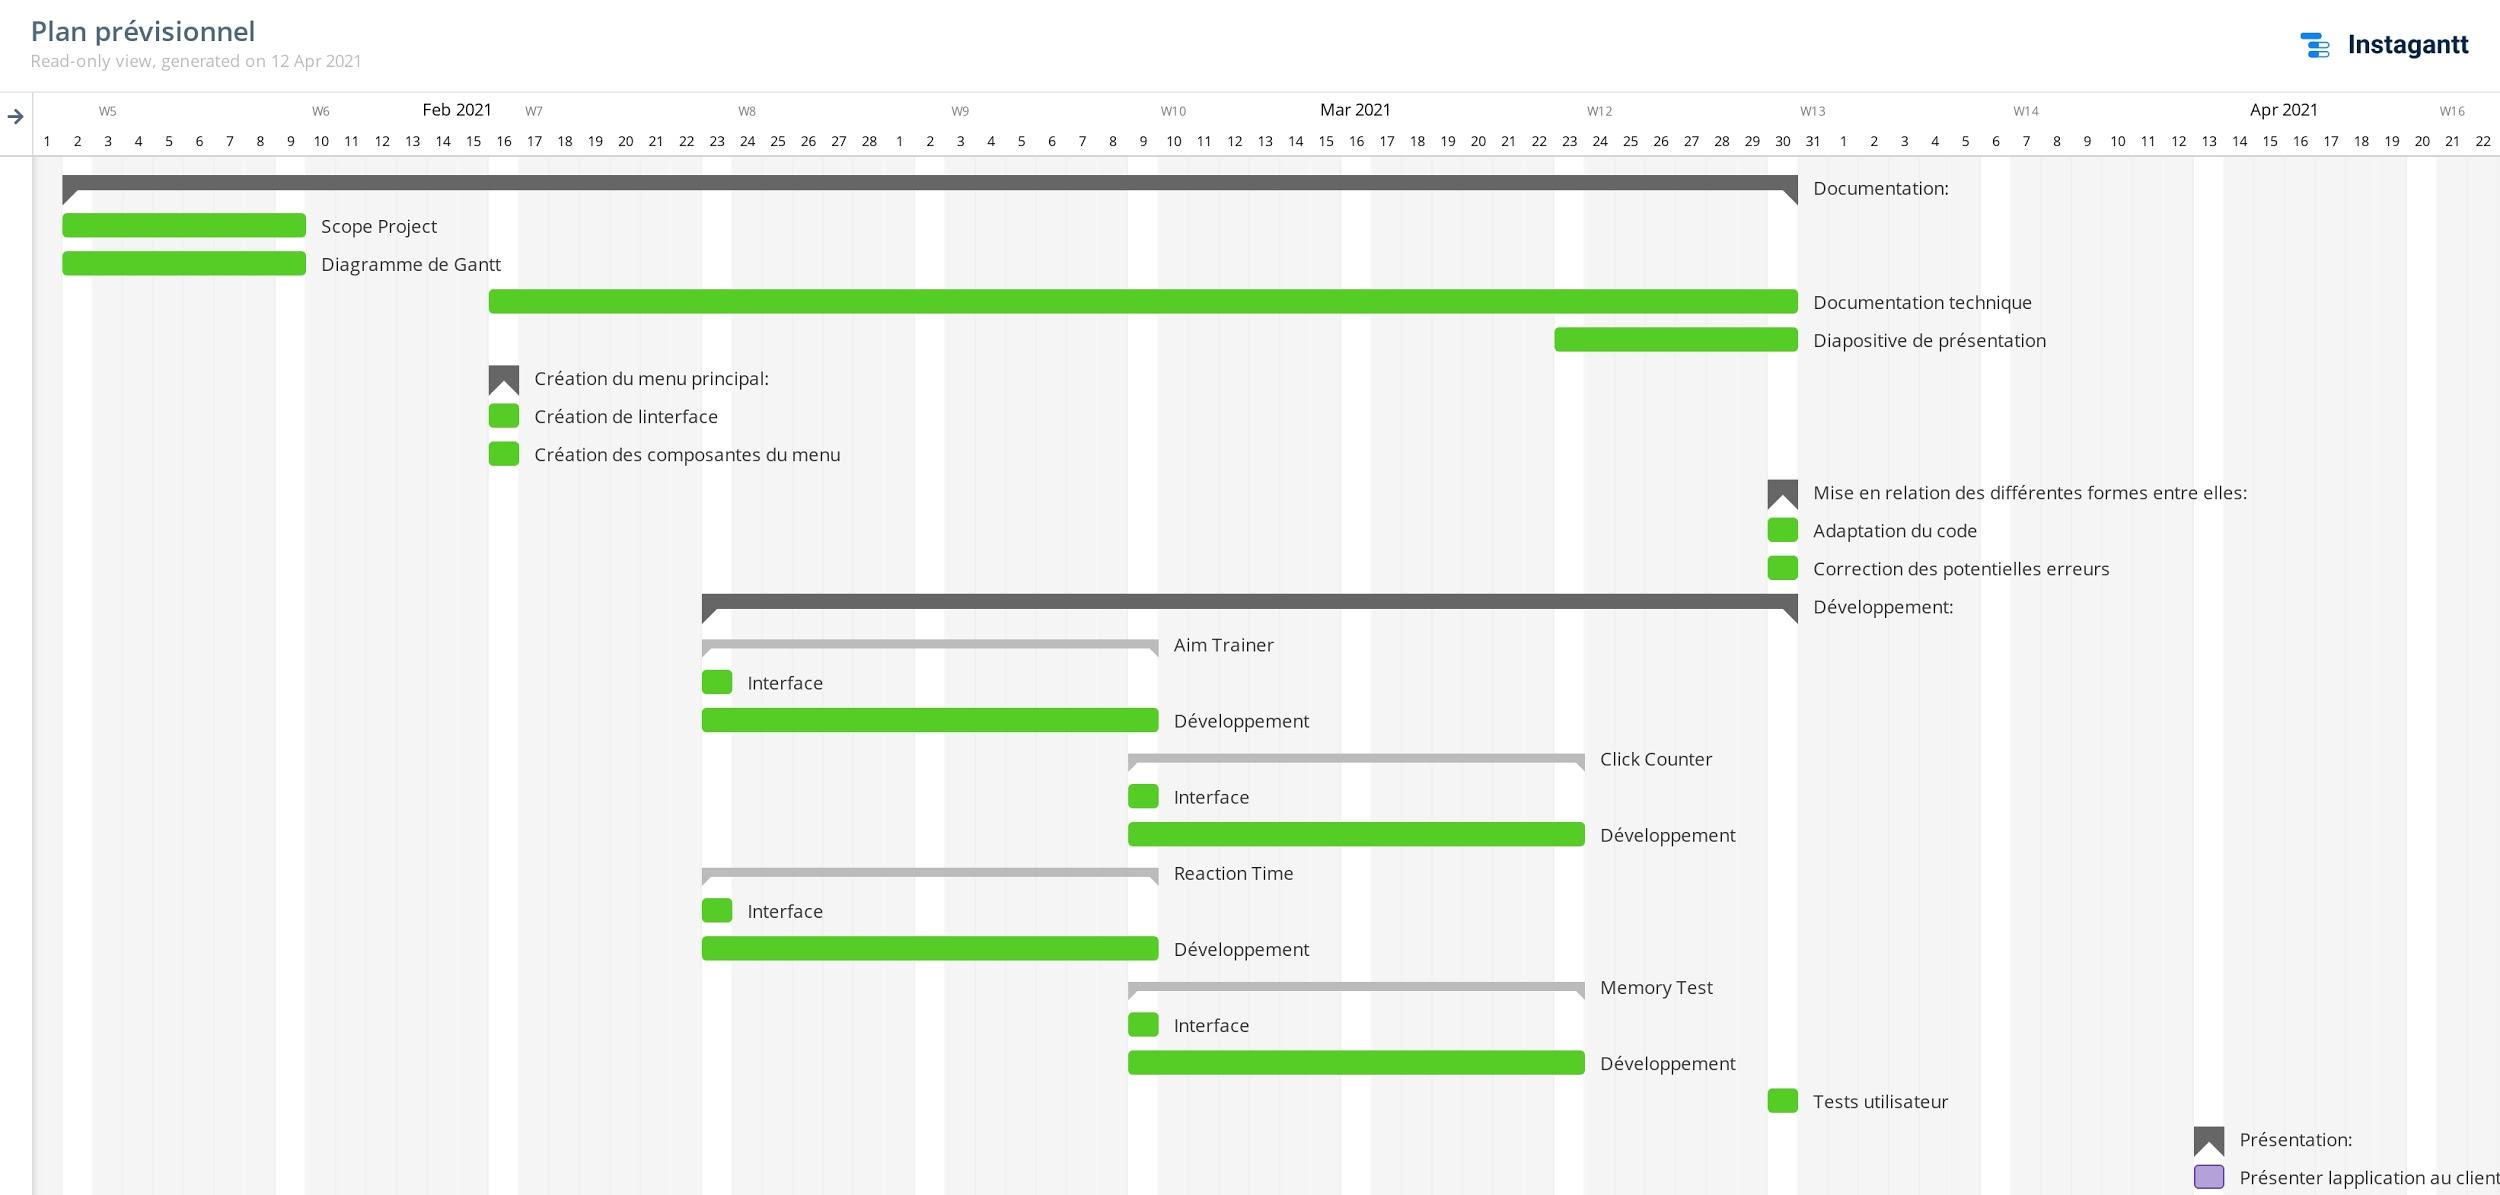 Plan prévisionnel
Read-only view, generated on 12 Apr 2021
Instagantt
W5 W6 Feb 2021 W7 W8 W9 W10 Mar 2021 W12 W13 W14 Apr 2021 W16
1 2 3 4 5 6 7 8 9 10 11 12 13 14 15 16 17 18 19 20 21 22 23 24 25 26 27 28 1 2 3 4 5 6 7 8 9 10 11 12 13 14 15 16 17 18 19 20 21 22 23 24 25 26 27 28 29 30 31 1 2 3 4 5 6 7 8 9 10 11 12 13 14 15 16 17 18 19 20 21 22
Documentation:
Scope Project
Diagramme de Gantt
Documentation technique
Diapositive de présentation
Création du menu principal:
Création de linterface
Création des composantes du menu
Mise en relation des différentes formes entre elles:
Adaptation du code
Correction des potentielles erreurs
Développement:
Aim Trainer
Interface
Développement
Click Counter
Interface
Développement
Reaction Time
Interface
Développement
Memory Test
Interface
Développement
Tests utilisateur
Présentation:
Présenter lapplication au client